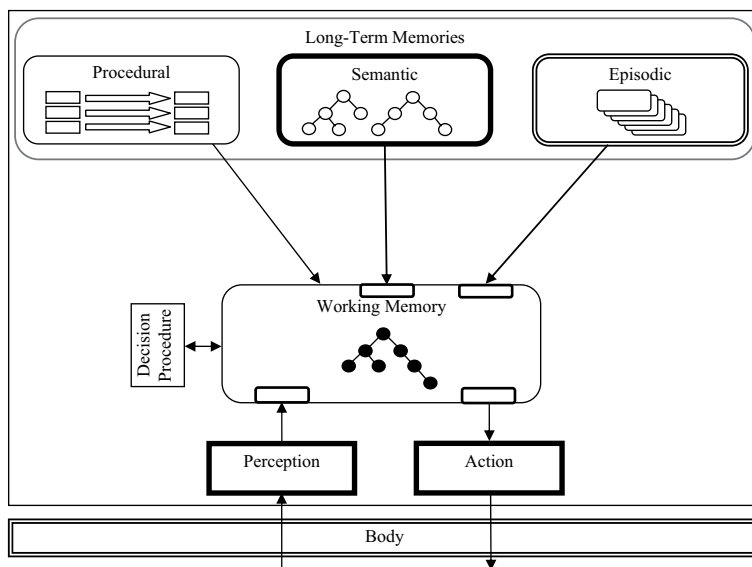 Long-Term Memories
Procedural
Semantic
Episodic
Working Memory
Decision
Procedure
Perception
Action
Body